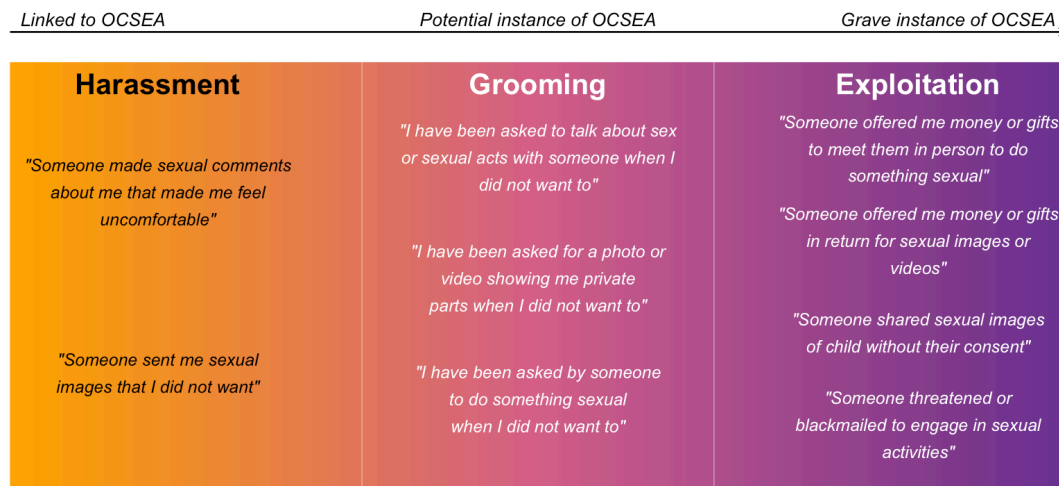 Linked to OCSEA
Potential instance of OCSEA
Grave instance of OCSEA
Harassment
"Someone made sexual comments
about me that made me feel
uncomfortable"
"Someone sent me sexual
images that I did not want"
Grooming
"I have been asked to talk about sex
or sexual acts with someone when I
did not want to"
"I have been asked for a photo or
video showing me private
parts when I did not want to"
"I have been asked by someone
to do something sexual
when I did not want to"
Exploitation
"Someone offered me money or gifts
to meet them in person to do
something sexual"
"Someone offered me money or gifts
in return for sexual images or
videos"
"Someone shared sexual images
of child without their consent"
"Someone threatened or
blackmailed to engage in sexual
activities"